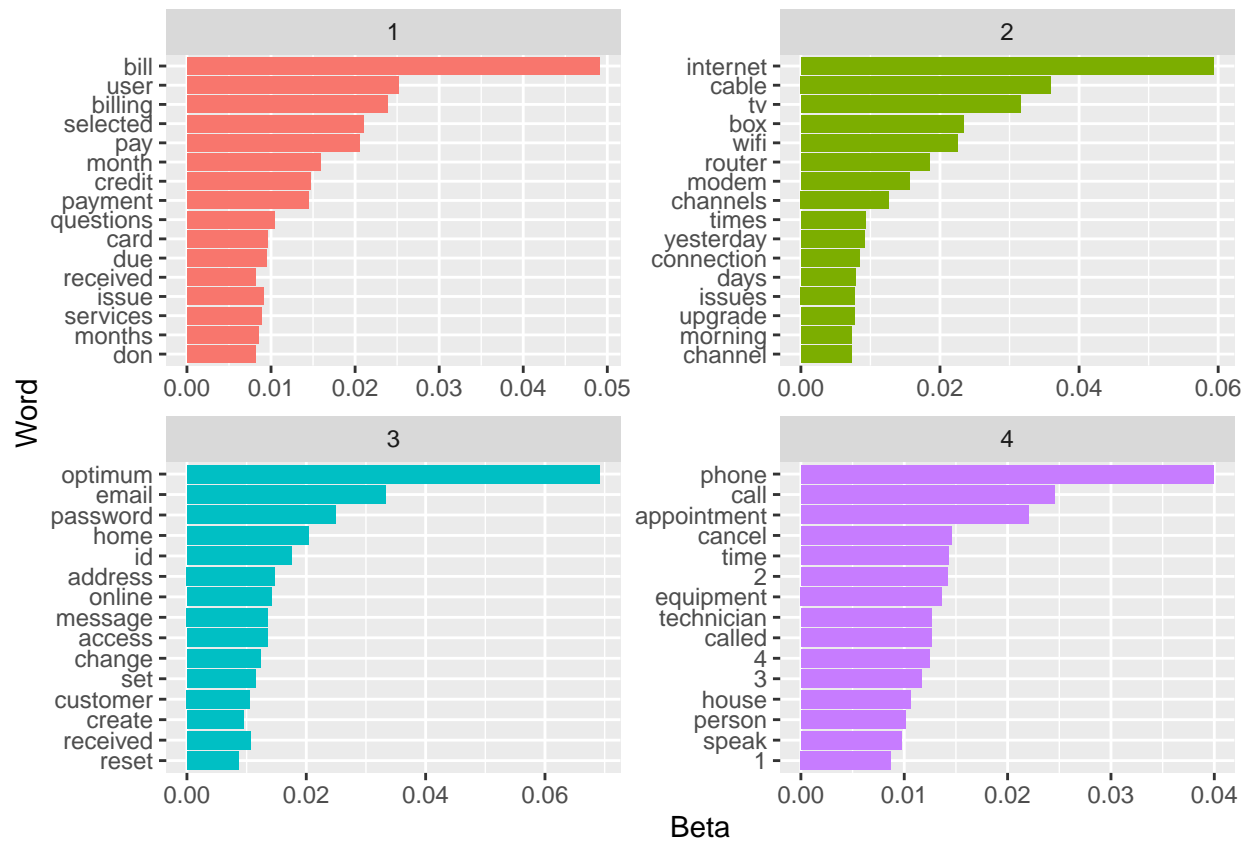 1
bill
user
billing
selected
pay
month
credit
payment
questions
card
due
received
issue
services
months
don
0.00 0.01 0.02 0.03 0.04 0.05
2
internet
cable
tv
box
wifi
router
modem
channels
times
yesterday
connection
days
issues
upgrade
morning
channel
0.00 0.02 0.04 0.06
3
optimum
email
password
home
id
address
online
message
access
change
set
customer
create
received
reset
0.00 0.02 0.04 0.06
4
phone
call
appointment
cancel
time
2
equipment
technician
called
4
3
house
person
speak
1
0.00 0.01 0.02 0.03 0.04
Word
Beta